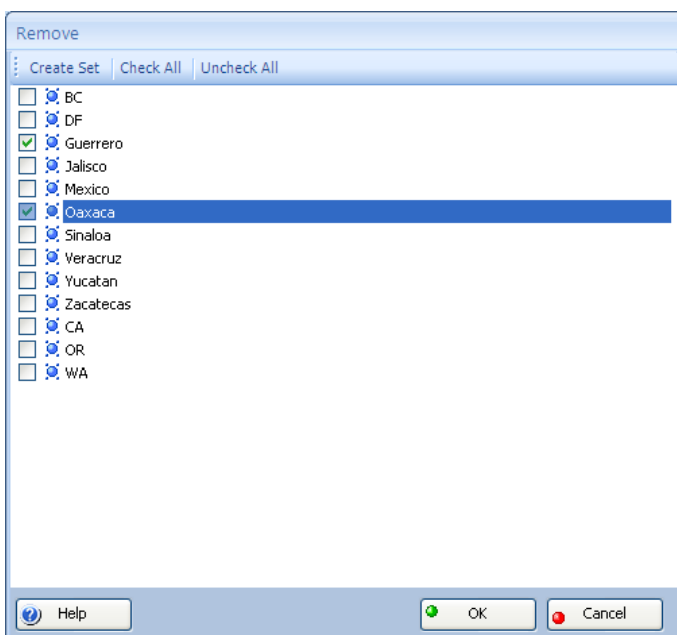 Remove
Create Set Check All Uncheck All
BC
DF
Guerrero
Jalisco
Mexico
Oaxaca
Sinaloa
Veracruz
Yucatan
Zacatecas
CA
OR
WA
Help OK Cancel